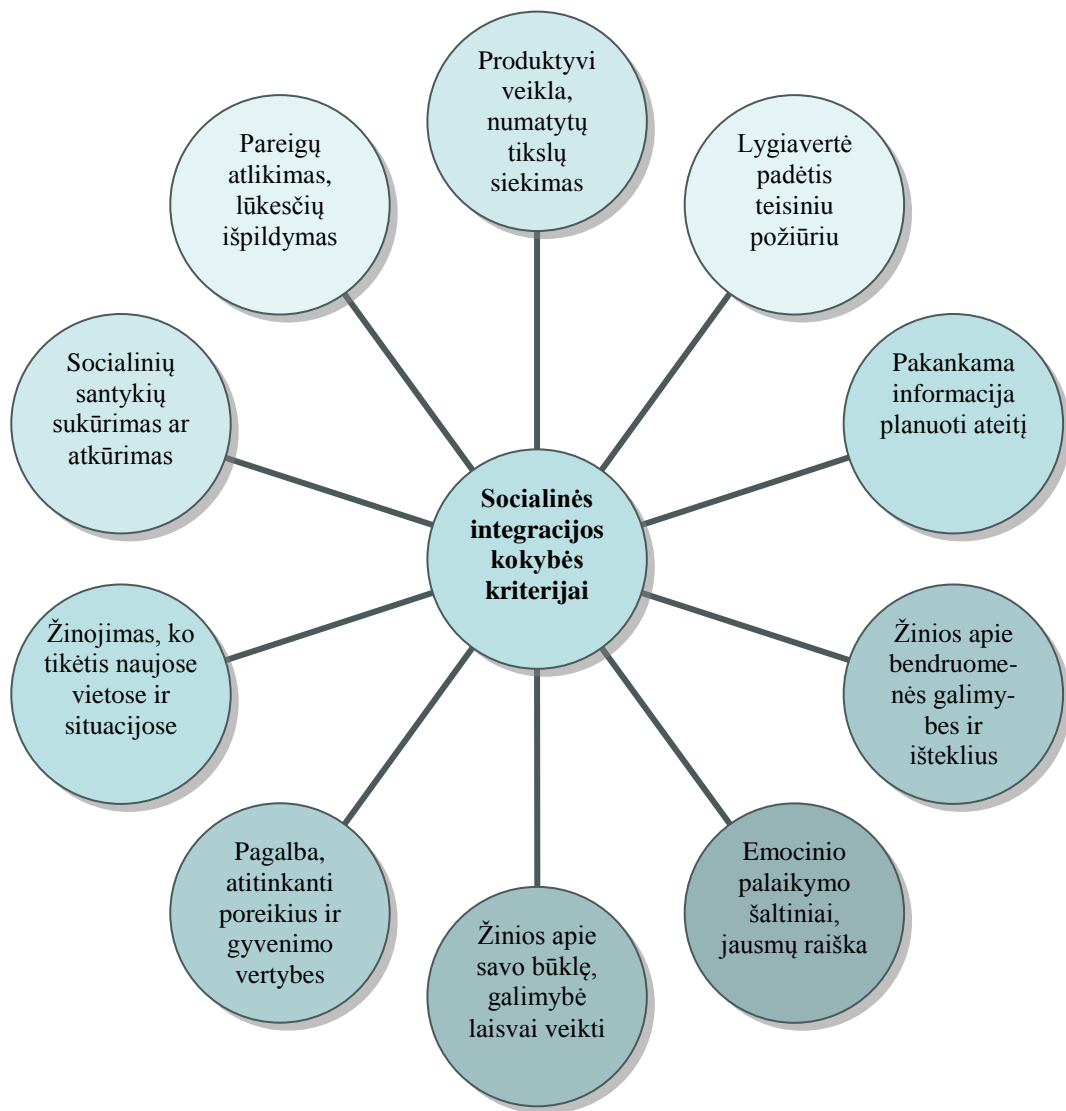 Produktyvi
veikla,
numatytų
tikslų
siekimas
Lygiavertė
padėtis
teisiniu
požiūriu
Pakankama
informacija
planuoti ateitį
Žinios apie
bendruome-
nės galimy-
bes ir
išteklius
Emocinio
palaikymo
šaltiniai,
jausmų raiška
Žinios apie
savo būklę,
galimybė
laisvai veikti
Pagalba,
atitinkanti
poreikius ir
gyvenimo
vertybes
Žinojimas, ko
tikėtis naujose
vietose ir
situacijose
Socialinių
santykių
sukūrimas ar
atkūrimas
Pareigų
atlikimas,
lūkesčių
išpildymas
Socialinės
integracijos
kokybės
kriterijai